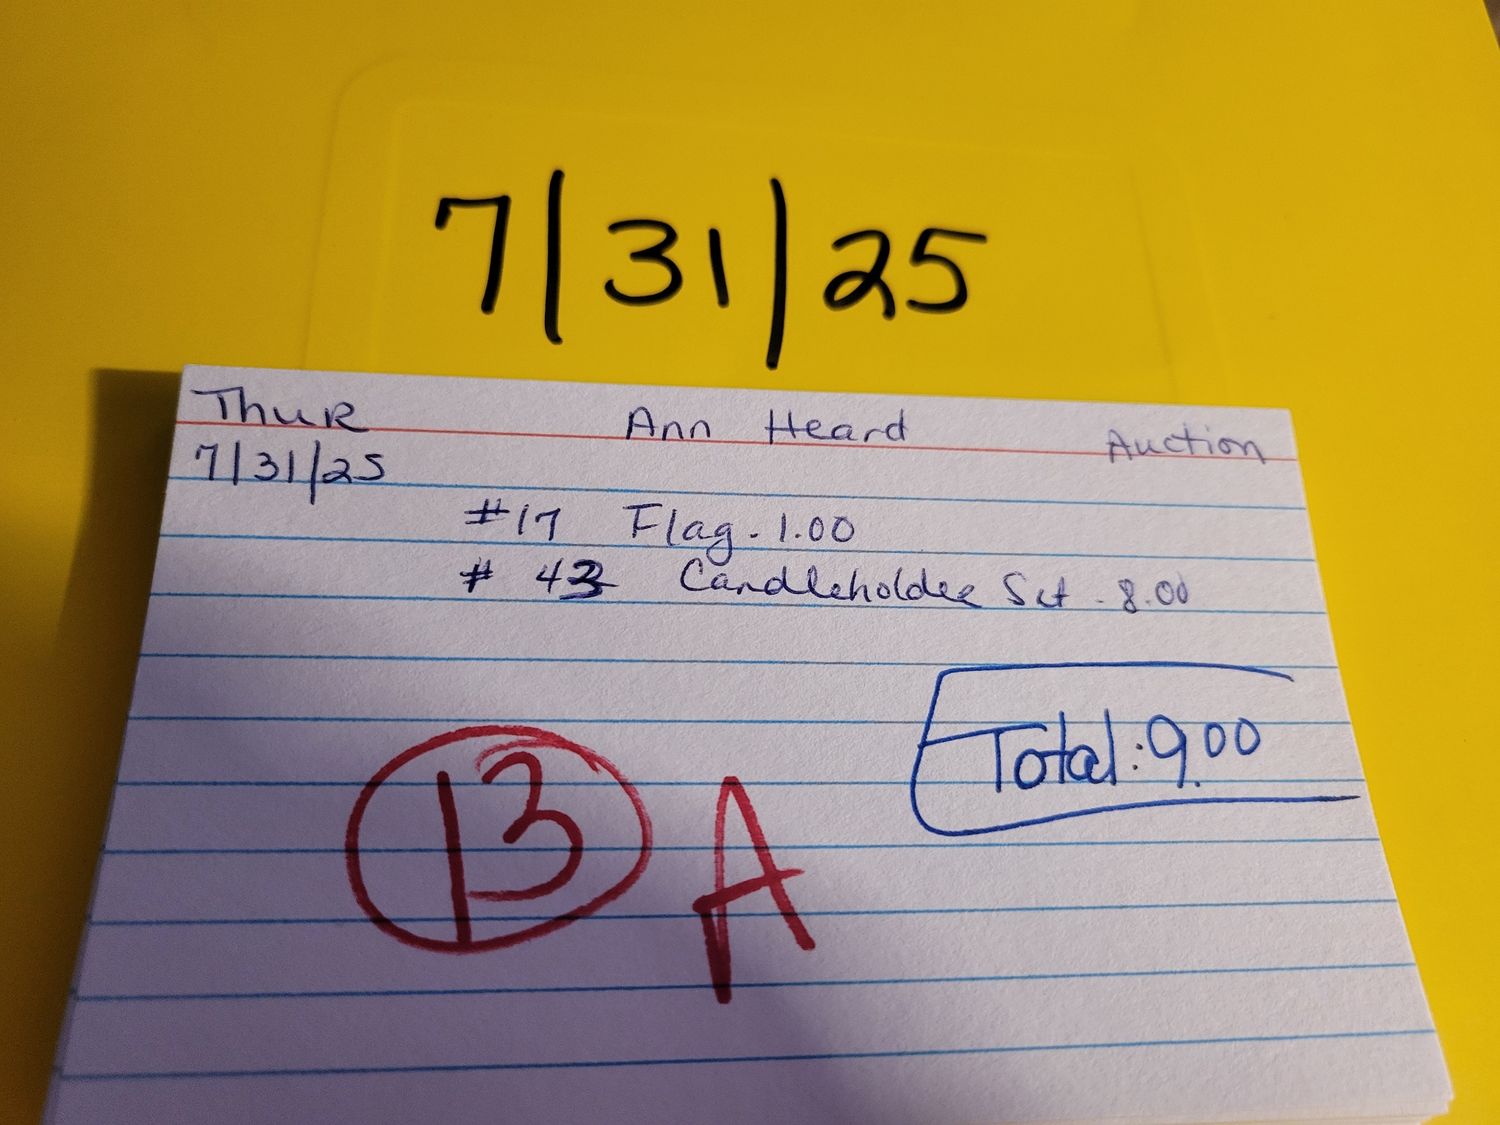 7/31/25
Thur Ann Heard Auction
7/31/25
#17 Flag - 1.00
# 43 Candleholder Set - 8.00
Total: 9.00
13 A